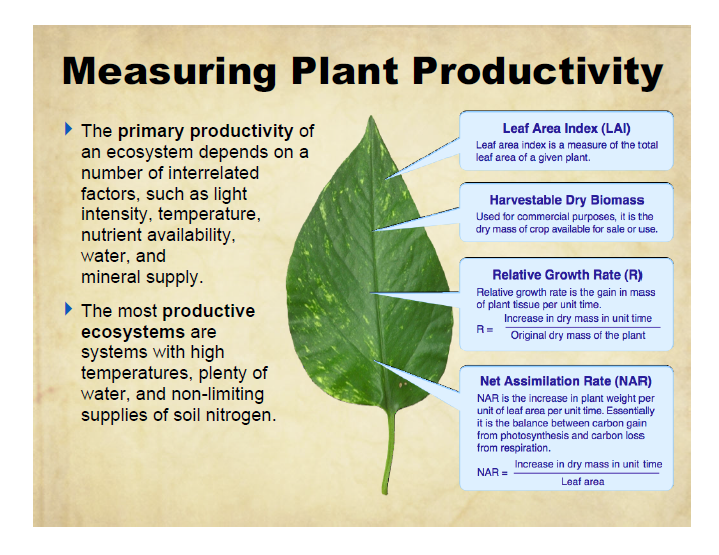 Measuring Plant Productivity
The primary productivity of
an ecosystem depends on a
number of interrelated
factors, such as light
intensity, temperature,
nutrient availability,
water, and
mineral supply.
The most productive
ecosystems are
systems with high
temperatures, plenty of
water, and non-limiting
supplies of soil nitrogen.
Leaf Area Index (LAI)
Leaf area index is a measure of the total
leaf area of a given plant.
Harvestable Dry Biomass
Used for commercial purposes, it is the
dry mass of crop available for sale or use.
Relative Growth Rate (R)
Relative growth rate is the gain in mass
of plant tissue per unit time.
R = Increase in dry mass in unit time
Original dry mass of the plant
Net Assimilation Rate (NAR)
NAR is the increase in plant weight per
unit of leaf area per unit time. Essentially
it is the balance between carbon gain
from photosynthesis and carbon loss
from respiration.
NAR = Increase in dry mass in unit time
Leaf area